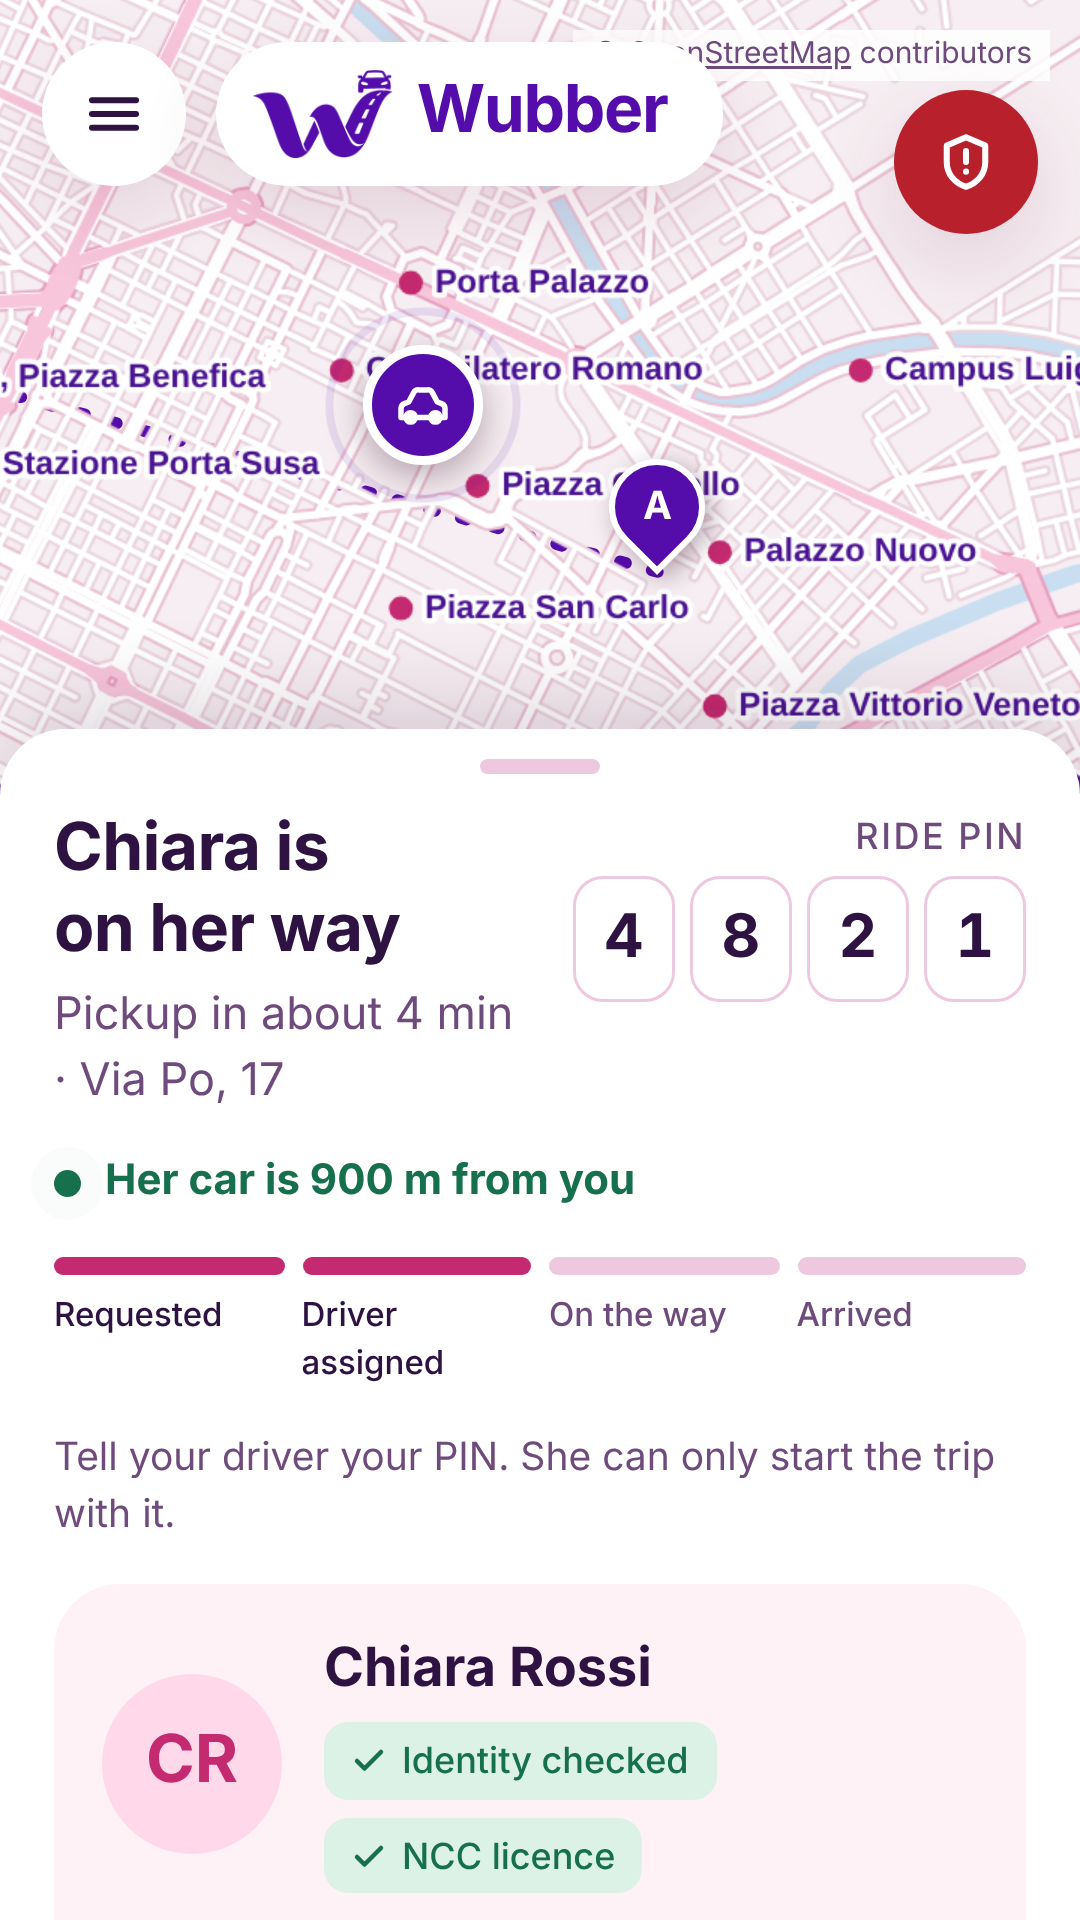 StreetMap contributors
Wubber
Porta Palazzo
Romano
Campus
, Piazza Benefica
Stazione Porta Susa
Piazza
A
Palazzo Nuovo
Piazza San Carlo
Piazza Vittorio Veneto
Chiara is
on her way
RIDE PIN
4 8 2 1
Pickup in about 4 min
· Via Po, 17
Her car is 900 m from you
Requested
Driver
assigned
On the way
Arrived
Tell your driver your PIN. She can only start the trip
with it.
CR
Chiara Rossi
Identity checked
NCC licence